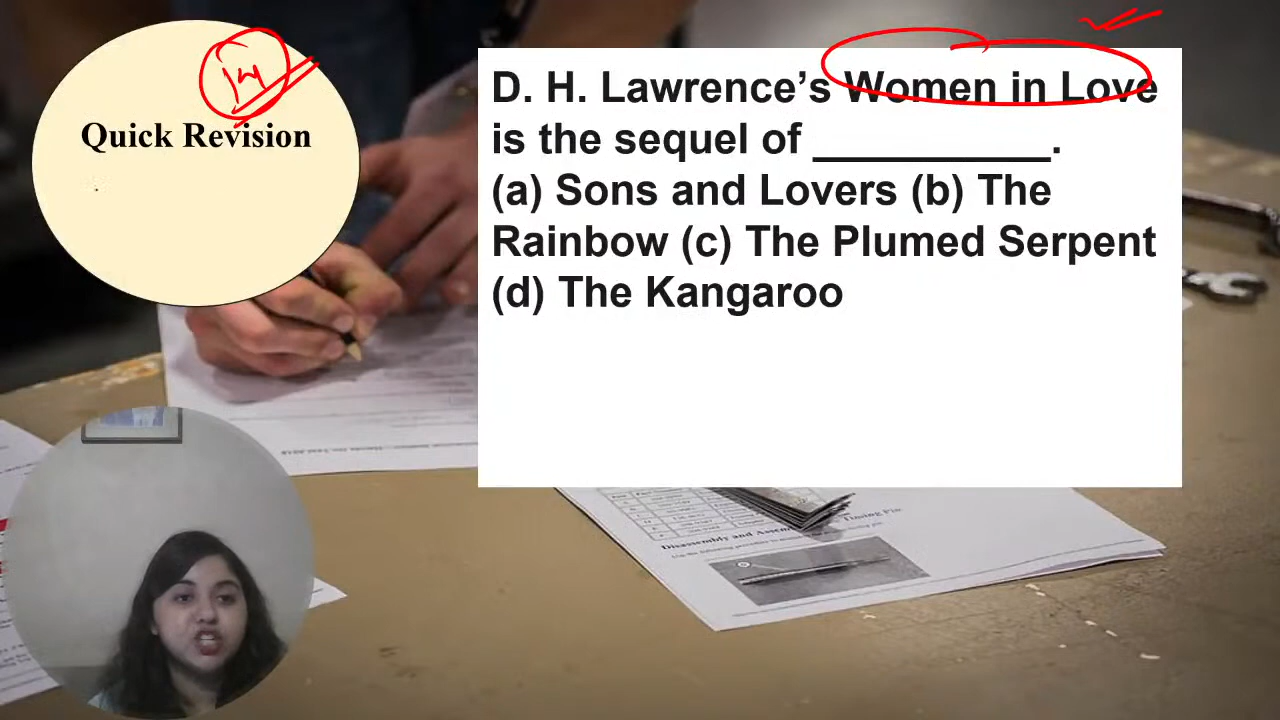 14
Quick Revision
D. H. Lawrence’s Women in Love
is the sequel of __________.
(a) Sons and Lovers (b) The
Rainbow (c) The Plumed Serpent
(d) The Kangaroo